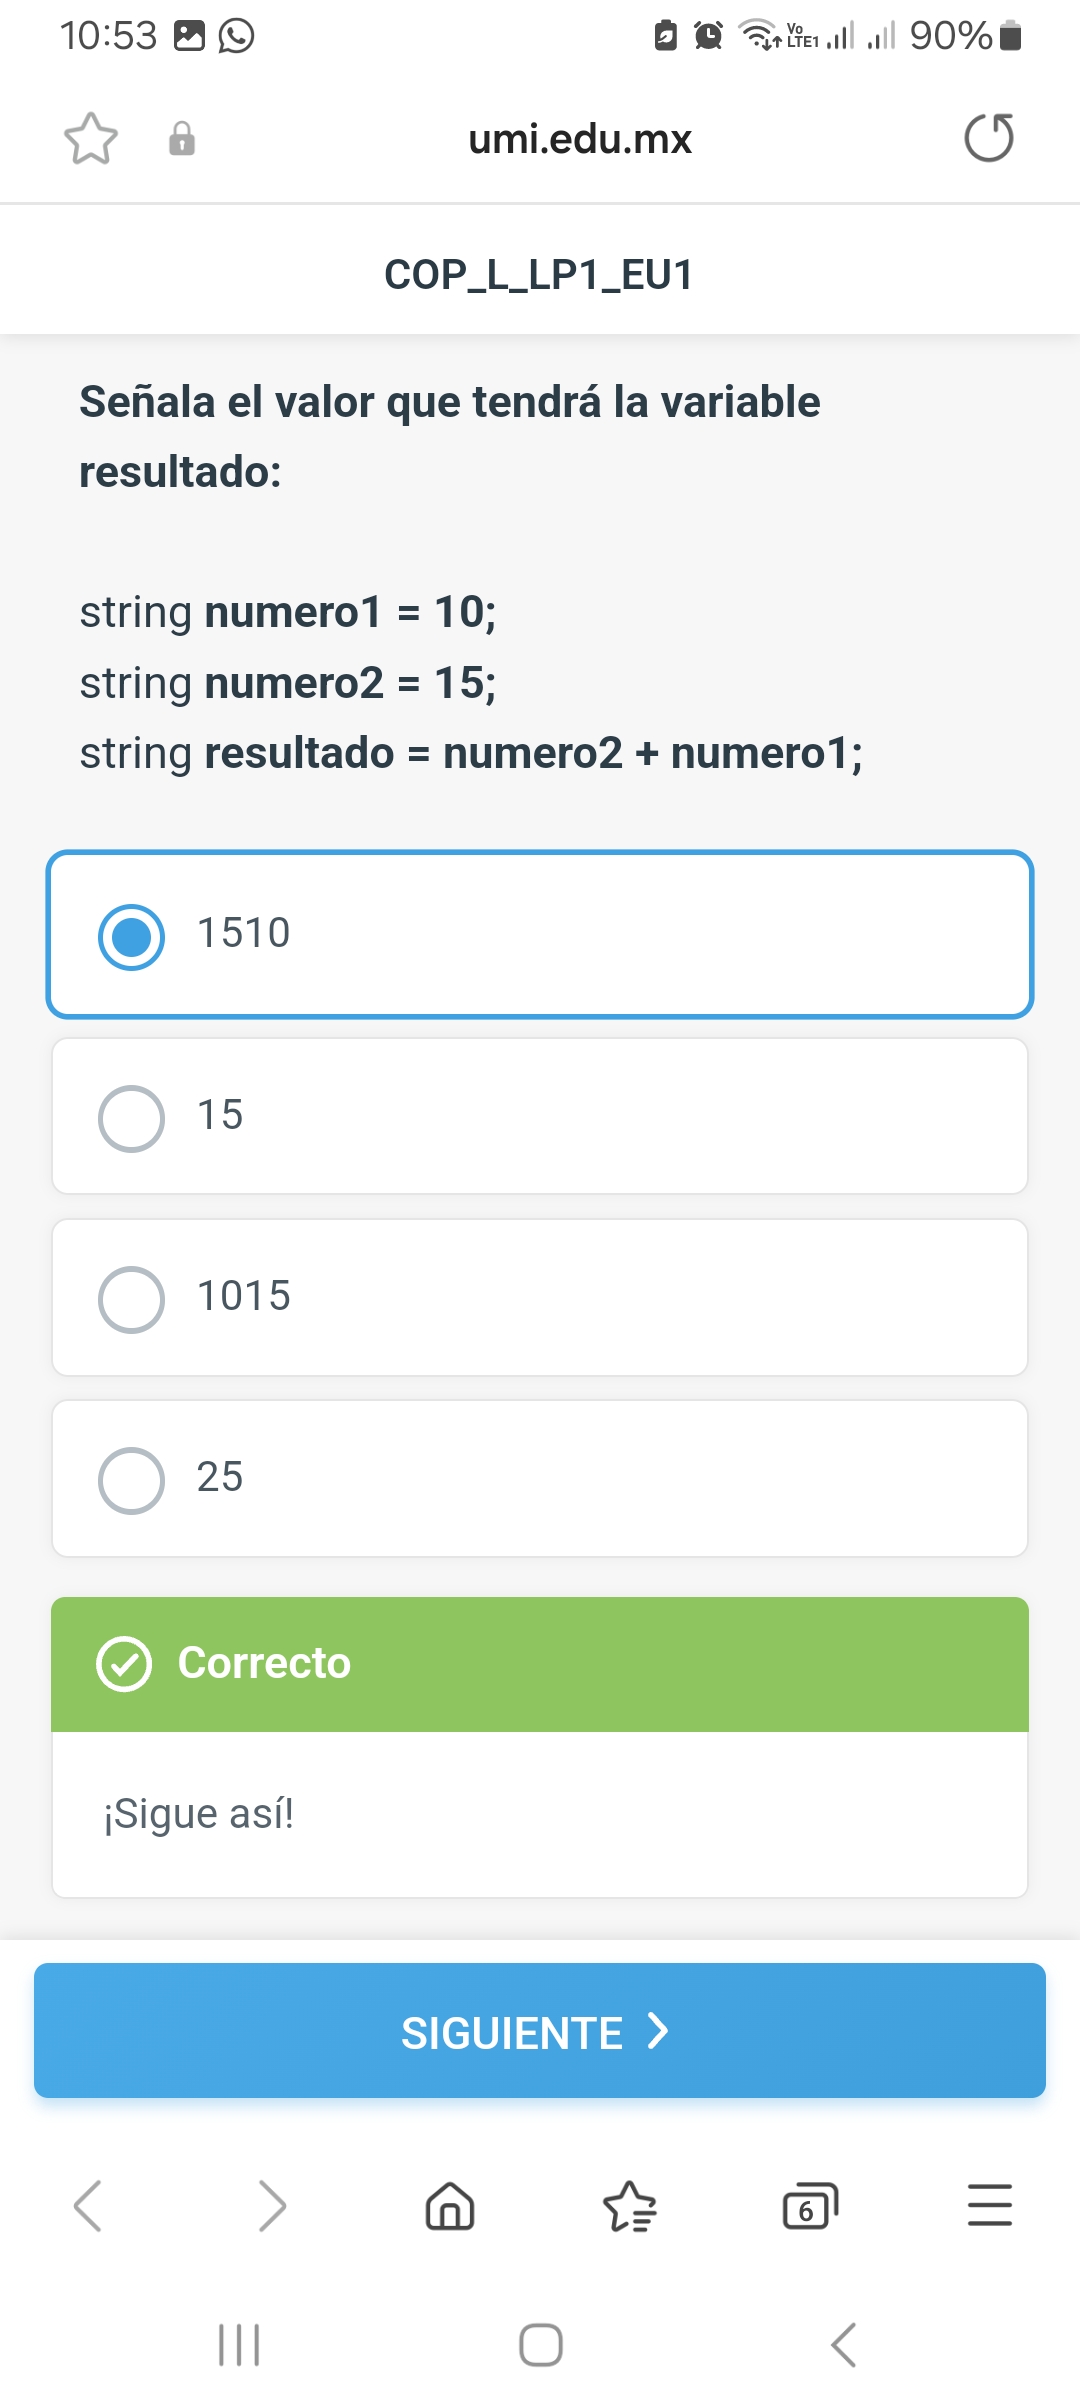 10:53 Vo LTE1 90%
umi.edu.mx
COP_L_LP1_EU1
Señala el valor que tendrá la variable
resultado:
string numero1 = 10;
string numero2 = 15;
string resultado = numero2 + numero1;
1510
15
1015
25
Correcto
¡Sigue así!
SIGUIENTE
6